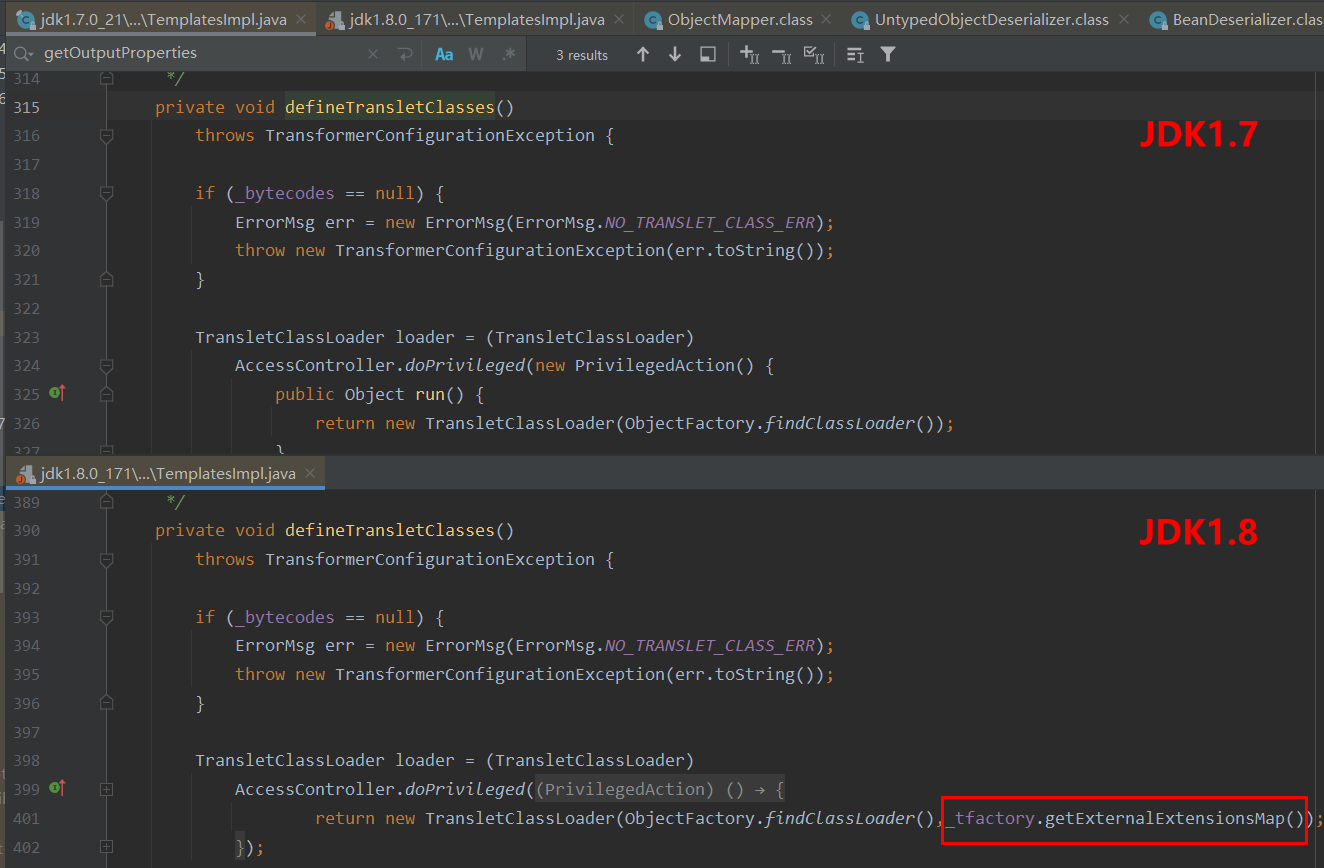 jdk1.7.0_21\...\TemplatesImpl.java jdk1.8.0_171\...\TemplatesImpl.java ObjectMapper.class UntypedObjectDeserializer.class BeanDeserializer.clas
getOutputProperties Aa W .* 3 results
314 */
315 private void defineTransletClasses()
JDK1.7
316 throws TransformerConfigurationException {
317
318 if (_bytecodes == null) {
319 ErrorMsg err = new ErrorMsg(ErrorMsg.NO_TRANSLET_CLASS_ERR);
320 throw new TransformerConfigurationException(err.toString());
321 }
322
323 TransletClassLoader loader = (TransletClassLoader)
324 AccessController.doPrivileged(new PrivilegedAction() {
325 public Object run() {
326 return new TransletClassLoader(ObjectFactory.findClassLoader());
327 }
jdk1.8.0_171\...\TemplatesImpl.java
389 */
390 private void defineTransletClasses()
JDK1.8
391 throws TransformerConfigurationException {
392
393 if (_bytecodes == null) {
394 ErrorMsg err = new ErrorMsg(ErrorMsg.NO_TRANSLET_CLASS_ERR);
395 throw new TransformerConfigurationException(err.toString());
396 }
397
398 TransletClassLoader loader = (TransletClassLoader)
399 AccessController.doPrivileged((PrivilegedAction) () → {
401 return new TransletClassLoader(ObjectFactory.findClassLoader(),_tfactory.getExternalExtensionsMap());
402 });